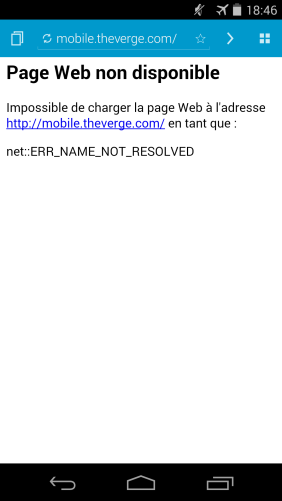 18:46
mobile.theverge.com/
Page Web non disponible
Impossible de charger la page Web à l'adresse
http://mobile.theverge.com/ en tant que :
net::ERR_NAME_NOT_RESOLVED